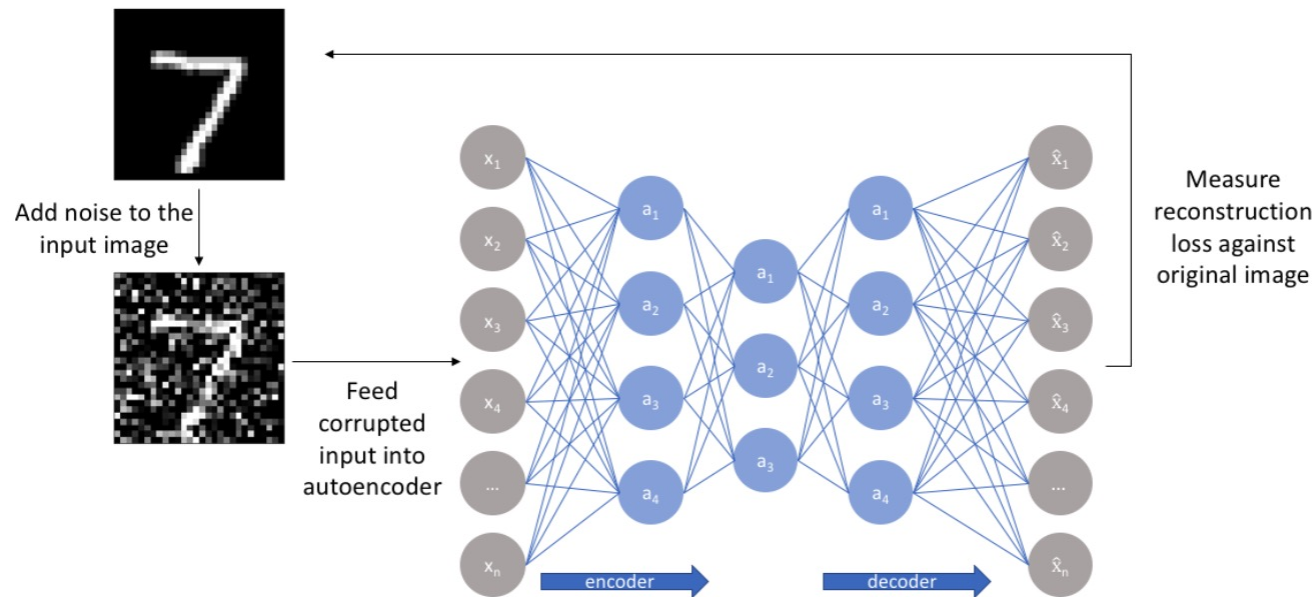 Add noise to the
input image
Feed
corrupted
input into
autoencoder
x₁
x₂
x₃
x₄
...
xₙ
a₁
a₂
a₃
a₄
a₁
a₂
a₃
a₁
a₂
a₃
a₄
x̂₁
x̂₂
x̂₃
x̂₄
...
x̂ₙ
encoder
decoder
Measure
reconstruction
loss against
original image